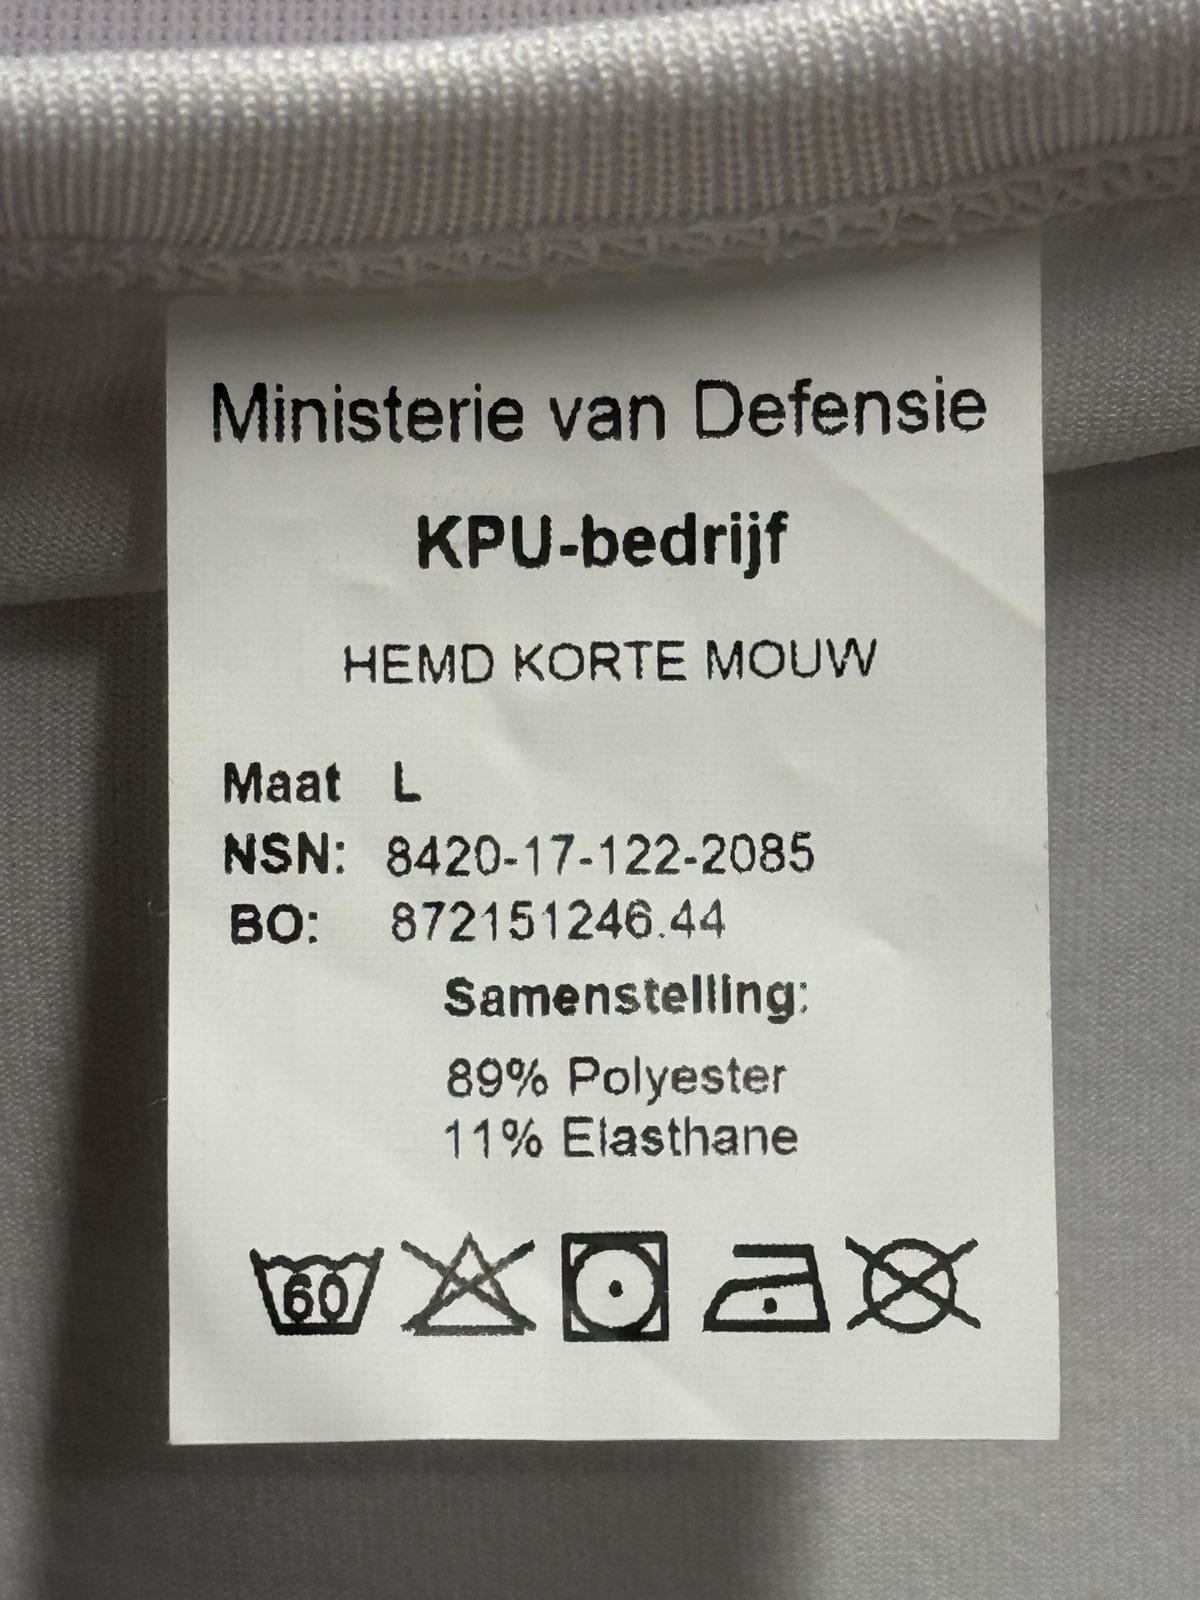 Ministerie van Defensie
KPU-bedrijf
HEMD KORTE MOUW
Maat L
NSN: 8420-17-122-2085
BO: 872151246.44
Samenstelling:
89% Polyester
11% Elasthane
60